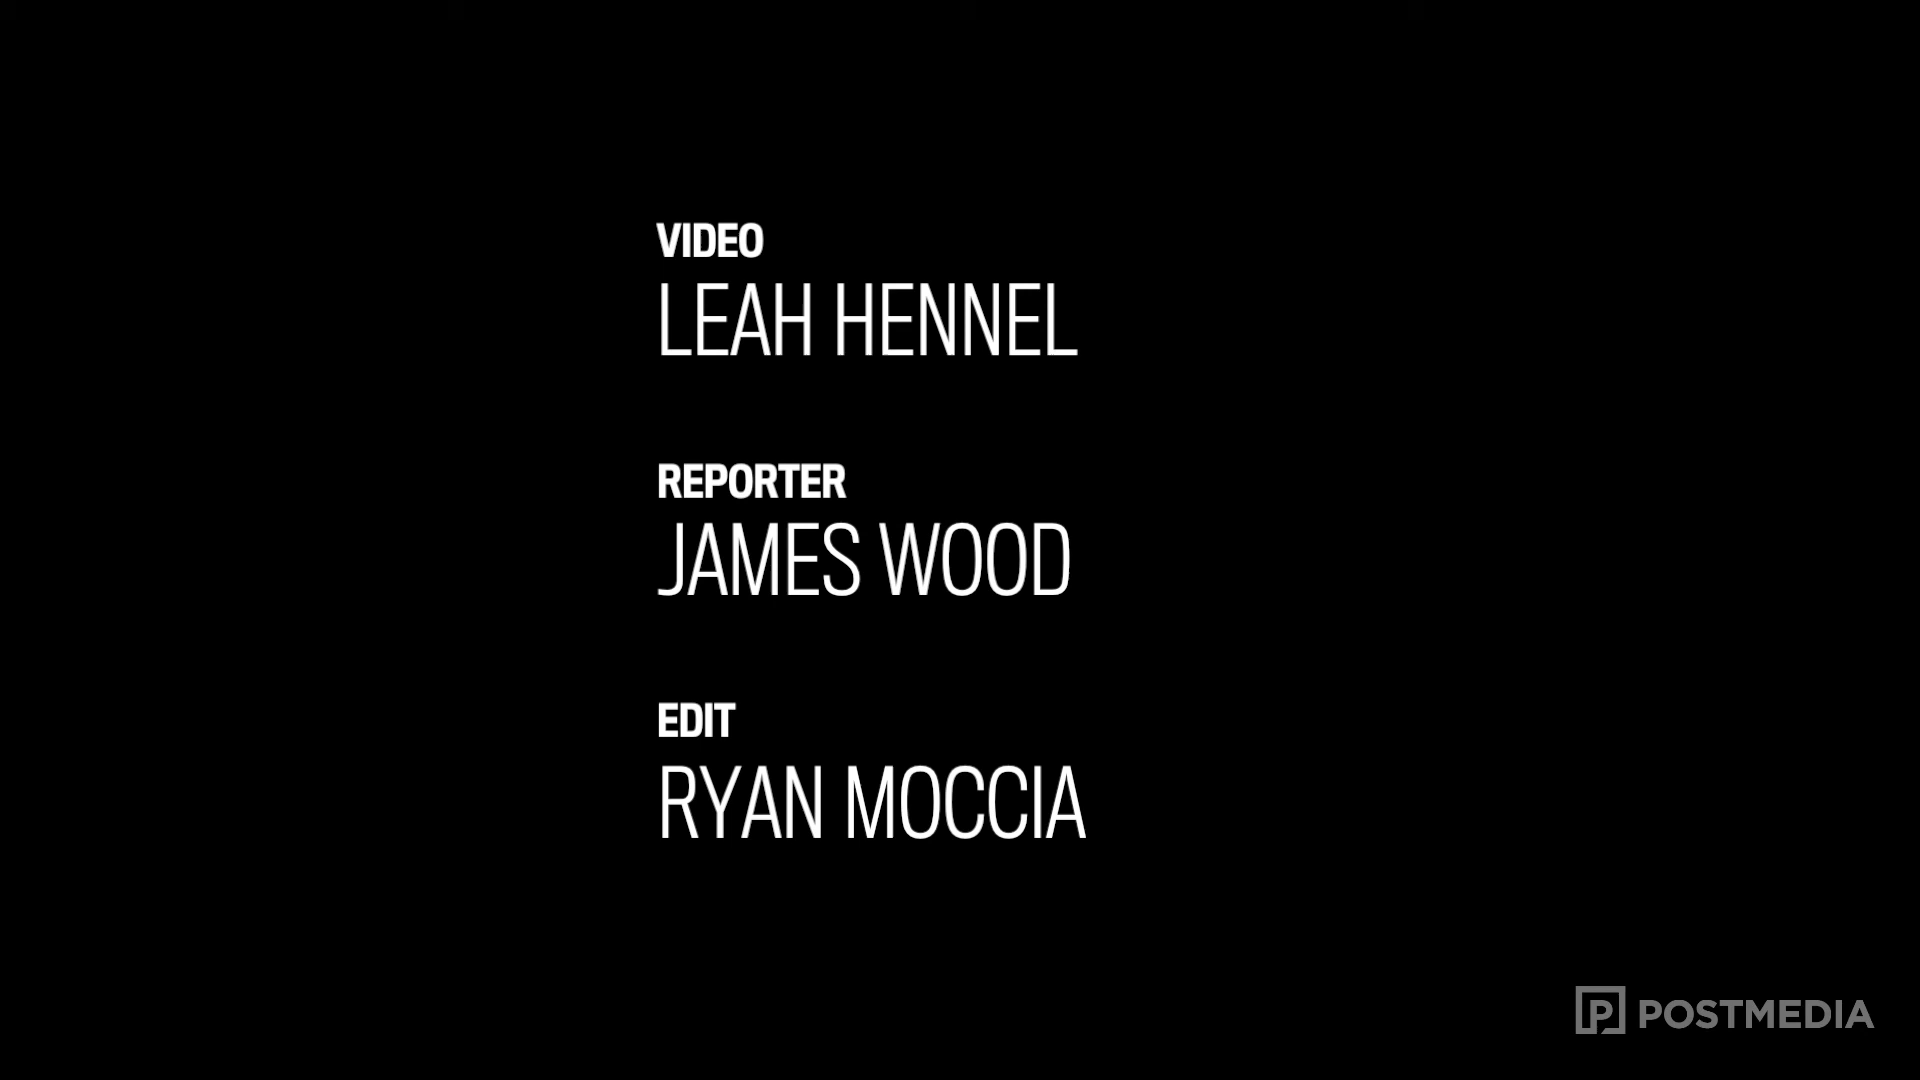 VIDEO
LEAH HENNEL
REPORTER
JAMES WOOD
EDIT
RYAN MOCCIA
POSTMEDIA